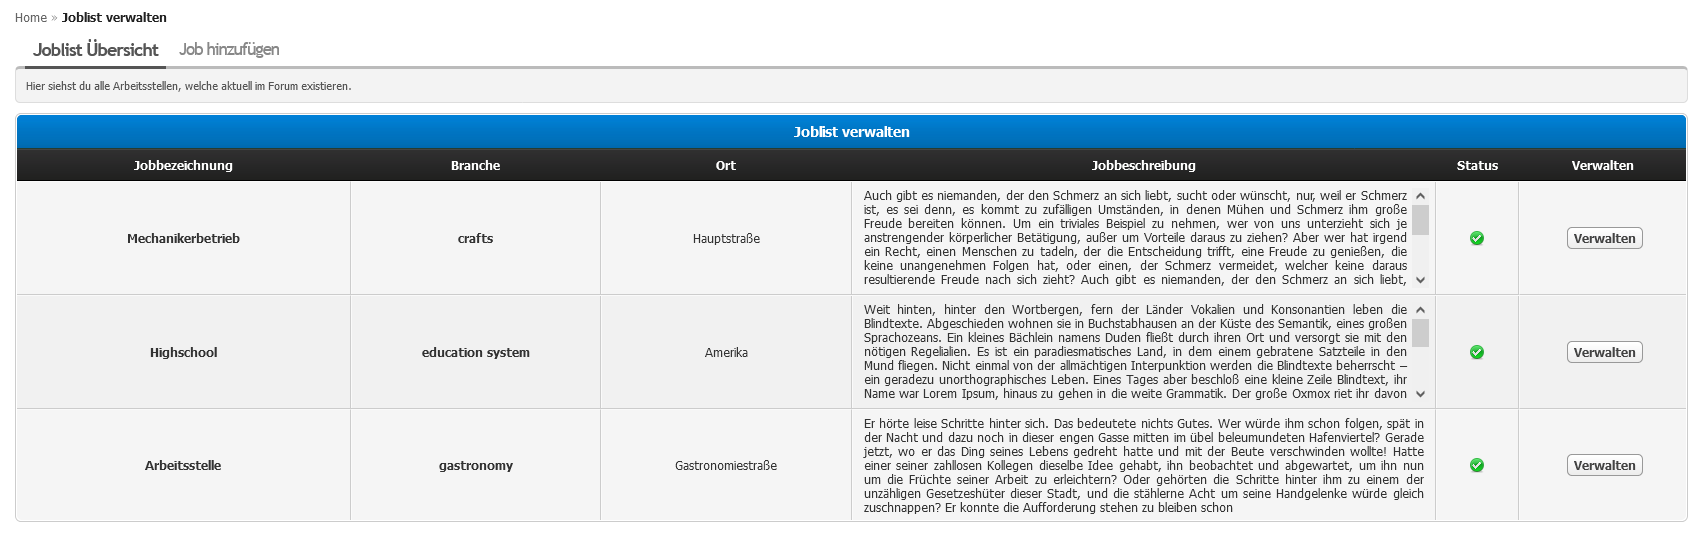 Home » Joblist verwalten
Joblist Übersicht Job hinzufügen
Hier siehst du alle Arbeitsstellen, welche aktuell im Forum existieren.
Joblist verwalten
Jobbezeichnung Branche Ort Jobbeschreibung Status Verwalten
Mechanikerbetrieb
crafts
Hauptstraße
Auch gibt es niemanden, der den Schmerz an sich liebt, sucht oder wünscht, nur, weil er Schmerz
ist, es sei denn, es kommt zu zufälligen Umständen, in denen Mühen und Schmerz ihm große
Freude bereiten können. Um ein triviales Beispiel zu nehmen, wer von uns unterzieht sich je
anstrengender körperlicher Betätigung, außer um Vorteile daraus zu ziehen? Aber wer hat irgend
ein Recht, einen Menschen zu tadeln, der die Entscheidung trifft, eine Freude zu genießen, die
keine unangenehmen Folgen hat, oder einen, der Schmerz vermeidet, welcher keine daraus
resultierende Freude nach sich zieht? Auch gibt es niemanden, der den Schmerz an sich liebt,
Verwalten
Highschool
education system
Amerika
Weit hinten, hinter den Wortbergen, fern der Länder Vokalien und Konsonantien leben die
Blindtexte. Abgeschieden wohnen sie in Buchstabhausen an der Küste des Semantik, eines großen
Sprachozeans. Ein kleines Bächlein namens Duden fließt durch ihren Ort und versorgt sie mit den
nötigen Regelialien. Es ist ein paradiesmatisches Land, in dem einem gebratene Satzteile in den
Mund fliegen. Nicht einmal von der allmächtigen Interpunktion werden die Blindtexte beherrscht –
ein geradezu unorthographisches Leben. Eines Tages aber beschloß eine kleine Zeile Blindtext, ihr
Name war Lorem Ipsum, hinaus zu gehen in die weite Grammatik. Der große Oxmox riet ihr davon
Verwalten
Arbeitsstelle
gastronomy
Gastronomiestraße
Er hörte leise Schritte hinter sich. Das bedeutete nichts Gutes. Wer würde ihm schon folgen, spät in
der Nacht und dazu noch in dieser engen Gasse mitten im übel beleumundeten Hafenviertel? Gerade
jetzt, wo er das Ding seines Lebens gedreht hatte und mit der Beute verschwinden wollte! Hatte
einer seiner zahllosen Kollegen dieselbe Idee gehabt, ihn beobachtet und abgewartet, um ihn nun
um die Früchte seiner Arbeit zu erleichtern? Oder gehörten die Schritte hinter ihm zu einem der
unzähligen Gesetzeshüter dieser Stadt, und die stählerne Acht um seine Handgelenke würde gleich
zuschnappen? Er konnte die Aufforderung stehen zu bleiben schon
Verwalten